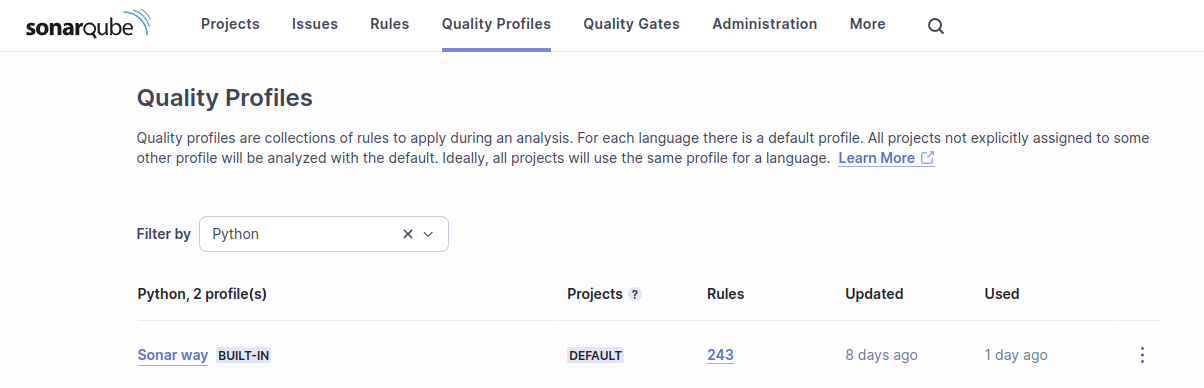 sonarqube Projects Issues Rules Quality Profiles Quality Gates Administration More
Quality Profiles
Quality profiles are collections of rules to apply during an analysis. For each language there is a default profile. All projects not explicitly assigned to some
other profile will be analyzed with the default. Ideally, all projects will use the same profile for a language. Learn More
Filter by Python
Python, 2 profile(s) Projects ? Rules Updated Used
Sonar way BUILT-IN DEFAULT 243 8 days ago 1 day ago